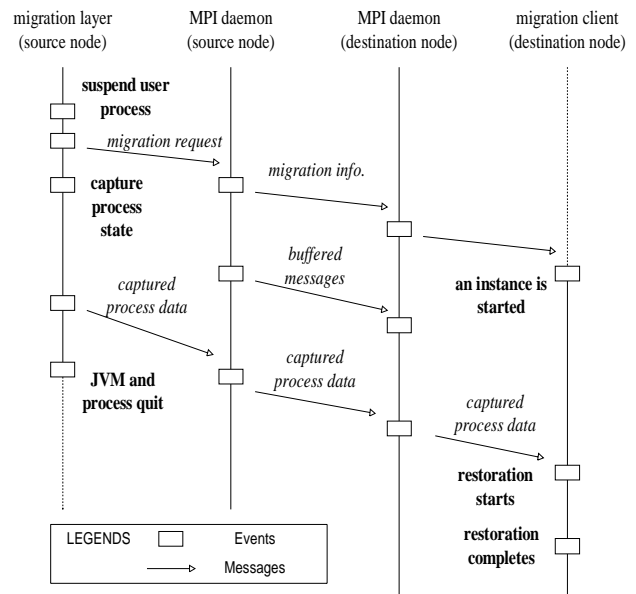 migration layer
(source node)
MPI daemon
(source node)
MPI daemon
(destination node)
migration client
(destination node)
suspend user
process
migration request
migration info.
capture
process
state
buffered
messages
an instance is
started
captured
process data
JVM and
process quit
captured
process data
captured
process data
restoration
starts
restoration
completes
LEGENDS
Events
Messages